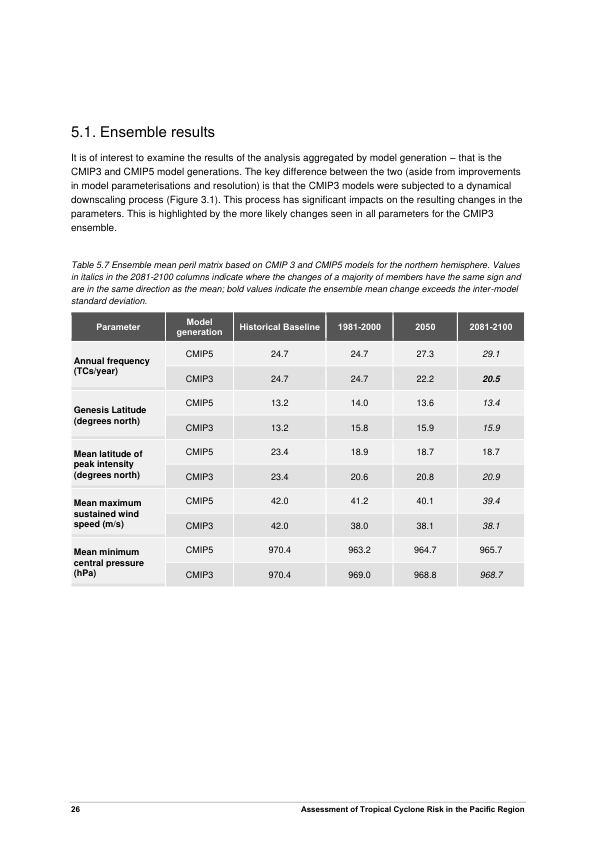 5.1. Ensemble results
It is of interest to examine the results of the analysis aggregated by model generation – that is the
CMIP3 and CMIP5 model generations. The key difference between the two (aside from improvements
in model parameterisations and resolution) is that the CMIP3 models were subjected to a dynamical
downscaling process (Figure 3.1). This process has significant impacts on the resulting changes in the
parameters. This is highlighted by the more likely changes seen in all parameters for the CMIP3
ensemble.
Table 5.7 Ensemble mean peril matrix based on CMIP 3 and CMIP5 models for the northern hemisphere. Values
in italics in the 2081-2100 columns indicate where the changes of a majority of members have the same sign and
are in the same direction as the mean; bold values indicate the ensemble mean change exceeds the inter-model
standard deviation.
Parameter Model generation Historical Baseline 1981-2000 2050 2081-2100
Annual frequency (TCs/year) CMIP5 24.7 24.7 27.3 29.1
CMIP3 24.7 24.7 22.2 20.5
Genesis Latitude (degrees north) CMIP5 13.2 14.0 13.6 13.4
CMIP3 13.2 15.8 15.9 15.9
Mean latitude of peak intensity (degrees north) CMIP5 23.4 18.9 18.7 18.7
CMIP3 23.4 20.6 20.8 20.9
Mean maximum sustained wind speed (m/s) CMIP5 42.0 41.2 40.1 39.4
CMIP3 42.0 38.0 38.1 38.1
Mean minimum central pressure (hPa) CMIP5 970.4 963.2 964.7 965.7
CMIP3 970.4 969.0 968.8 968.7
26 Assessment of Tropical Cyclone Risk in the Pacific Region